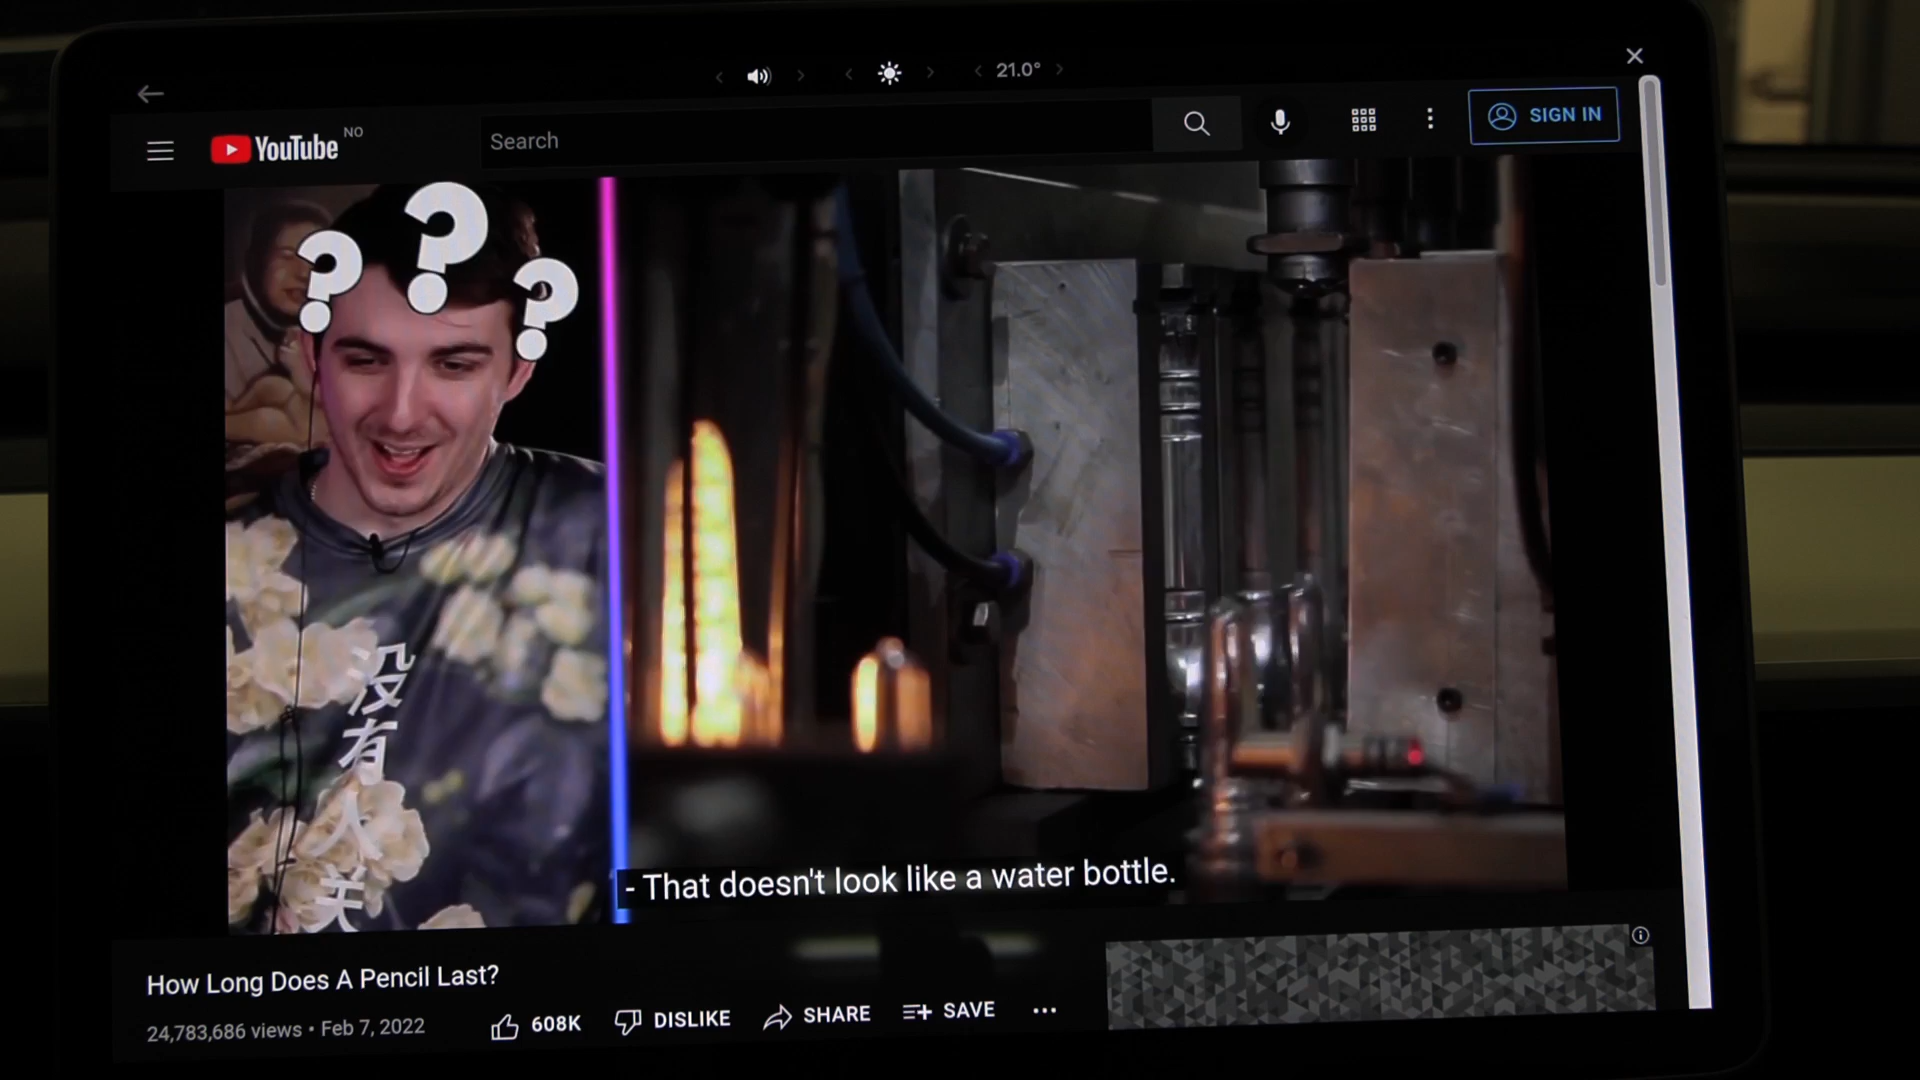 21.0°
YouTube NO
Search
SIGN IN
? ? ?
没有人关
- That doesn't look like a water bottle.
How Long Does A Pencil Last?
24,783,686 views • Feb 7, 2022
608K DISLIKE SHARE SAVE